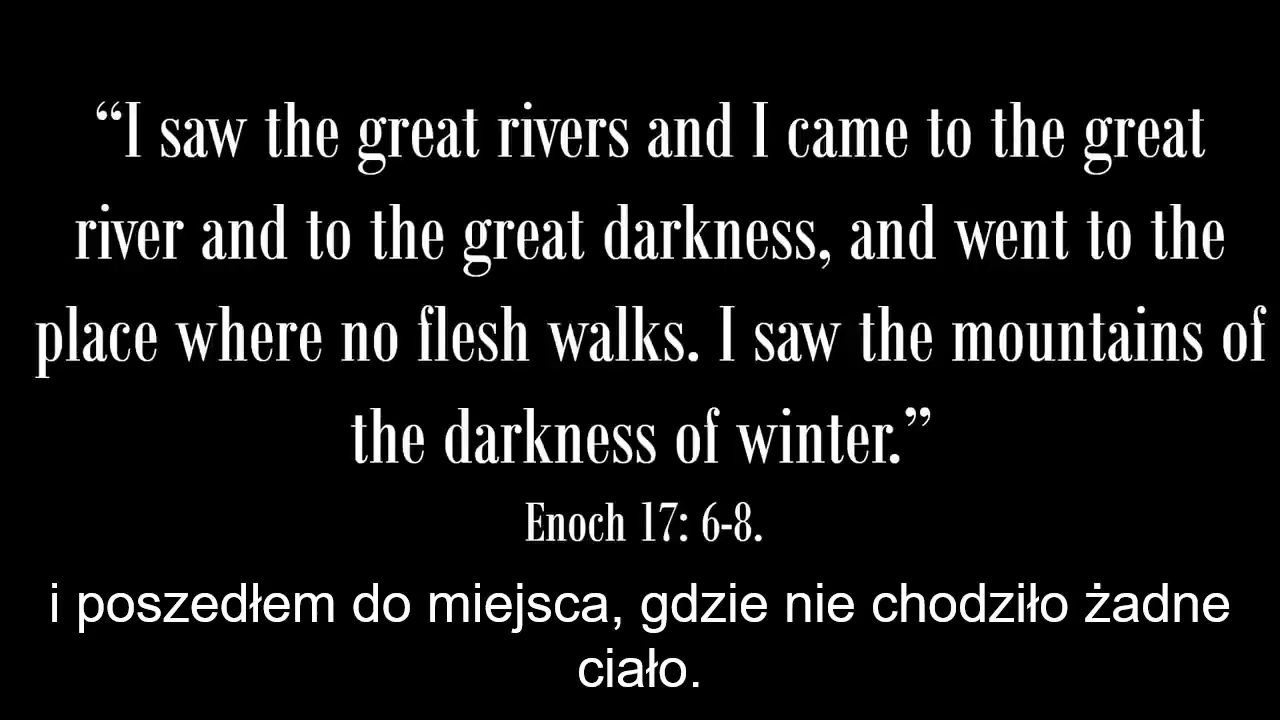 “I saw the great rivers and I came to the great
river and to the great darkness, and went to the
place where no flesh walks. I saw the mountains of
the darkness of winter.”
Enoch 17: 6-8.
i poszedłem do miejsca, gdzie nie chodziło żadne
ciało.